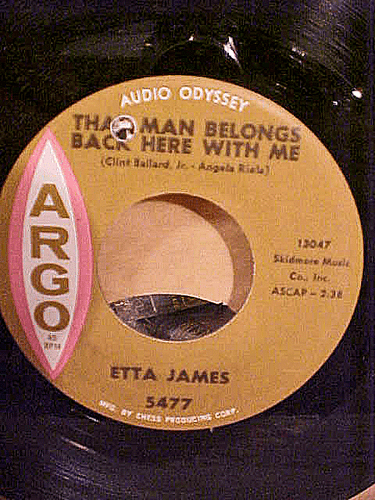 AUDIO ODYSSEY
THA MAN BELONGS
BACK HERE WITH ME
(Clint Ballard, Jr. - Angela Riela)
ARGO
45
RPM
13047
Skidmore Music
Co., Inc.
ASCAP - 2:38
ETTA JAMES
5477
MFG. BY CHESS PRODUCING CORP.